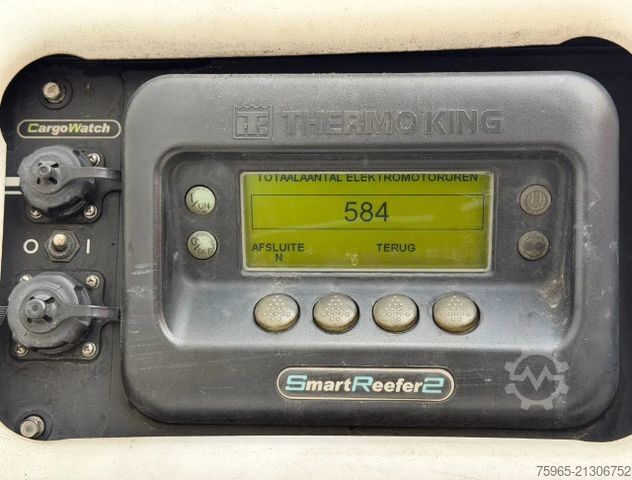 THERMO KING
CargoWatch
TOTAALAANTAL ELEKTROMOTORUREN
584
AFSLUITE
N
TERUG
O
I
SmartReefer2
75965-21306752